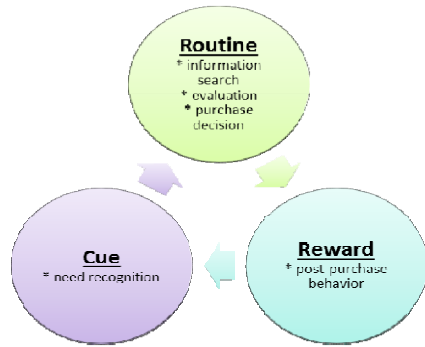 Routine
* information
search
* evaluation
* purchase
decision
Cue
* need recognition
Reward
* post-purchase
behavior